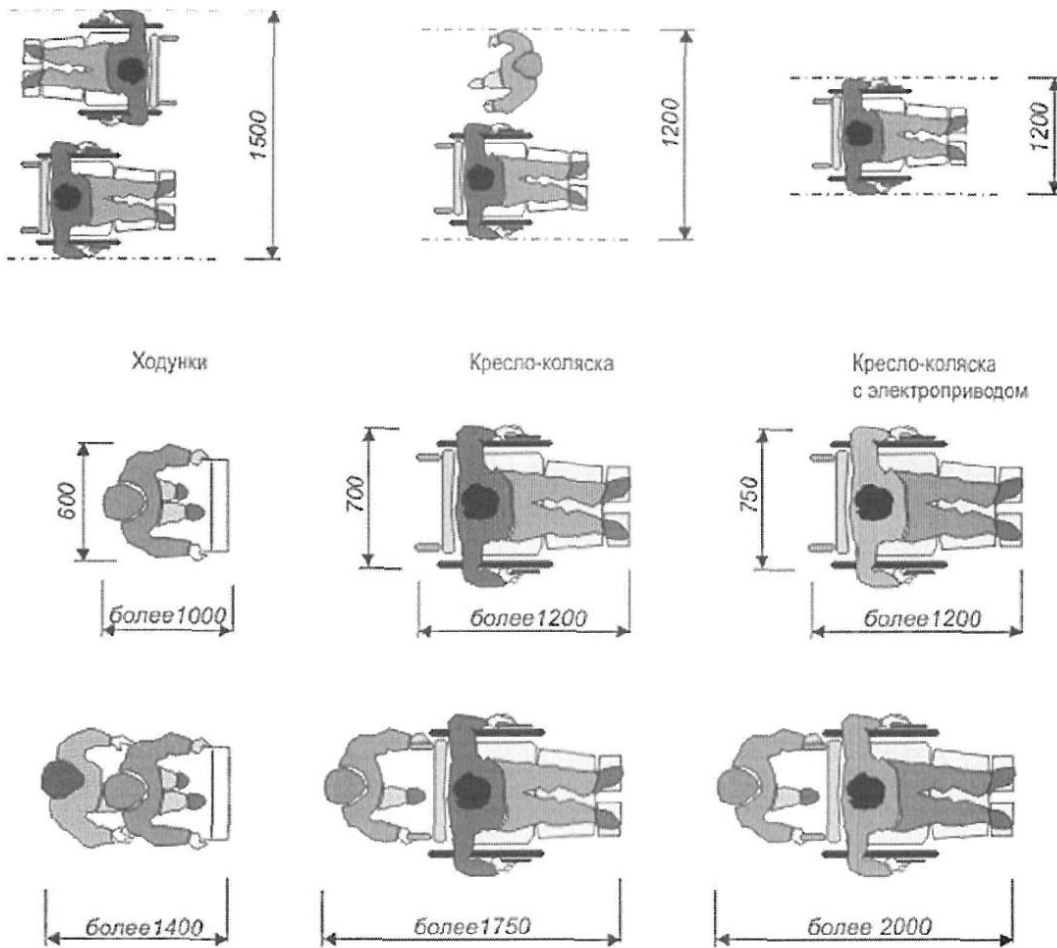 1500
1200
1200
Ходунки
Кресло-коляска
Кресло-коляска
с электроприводом
600
700
750
более1000
более1200
более1200
более1400
более1750
более 2000